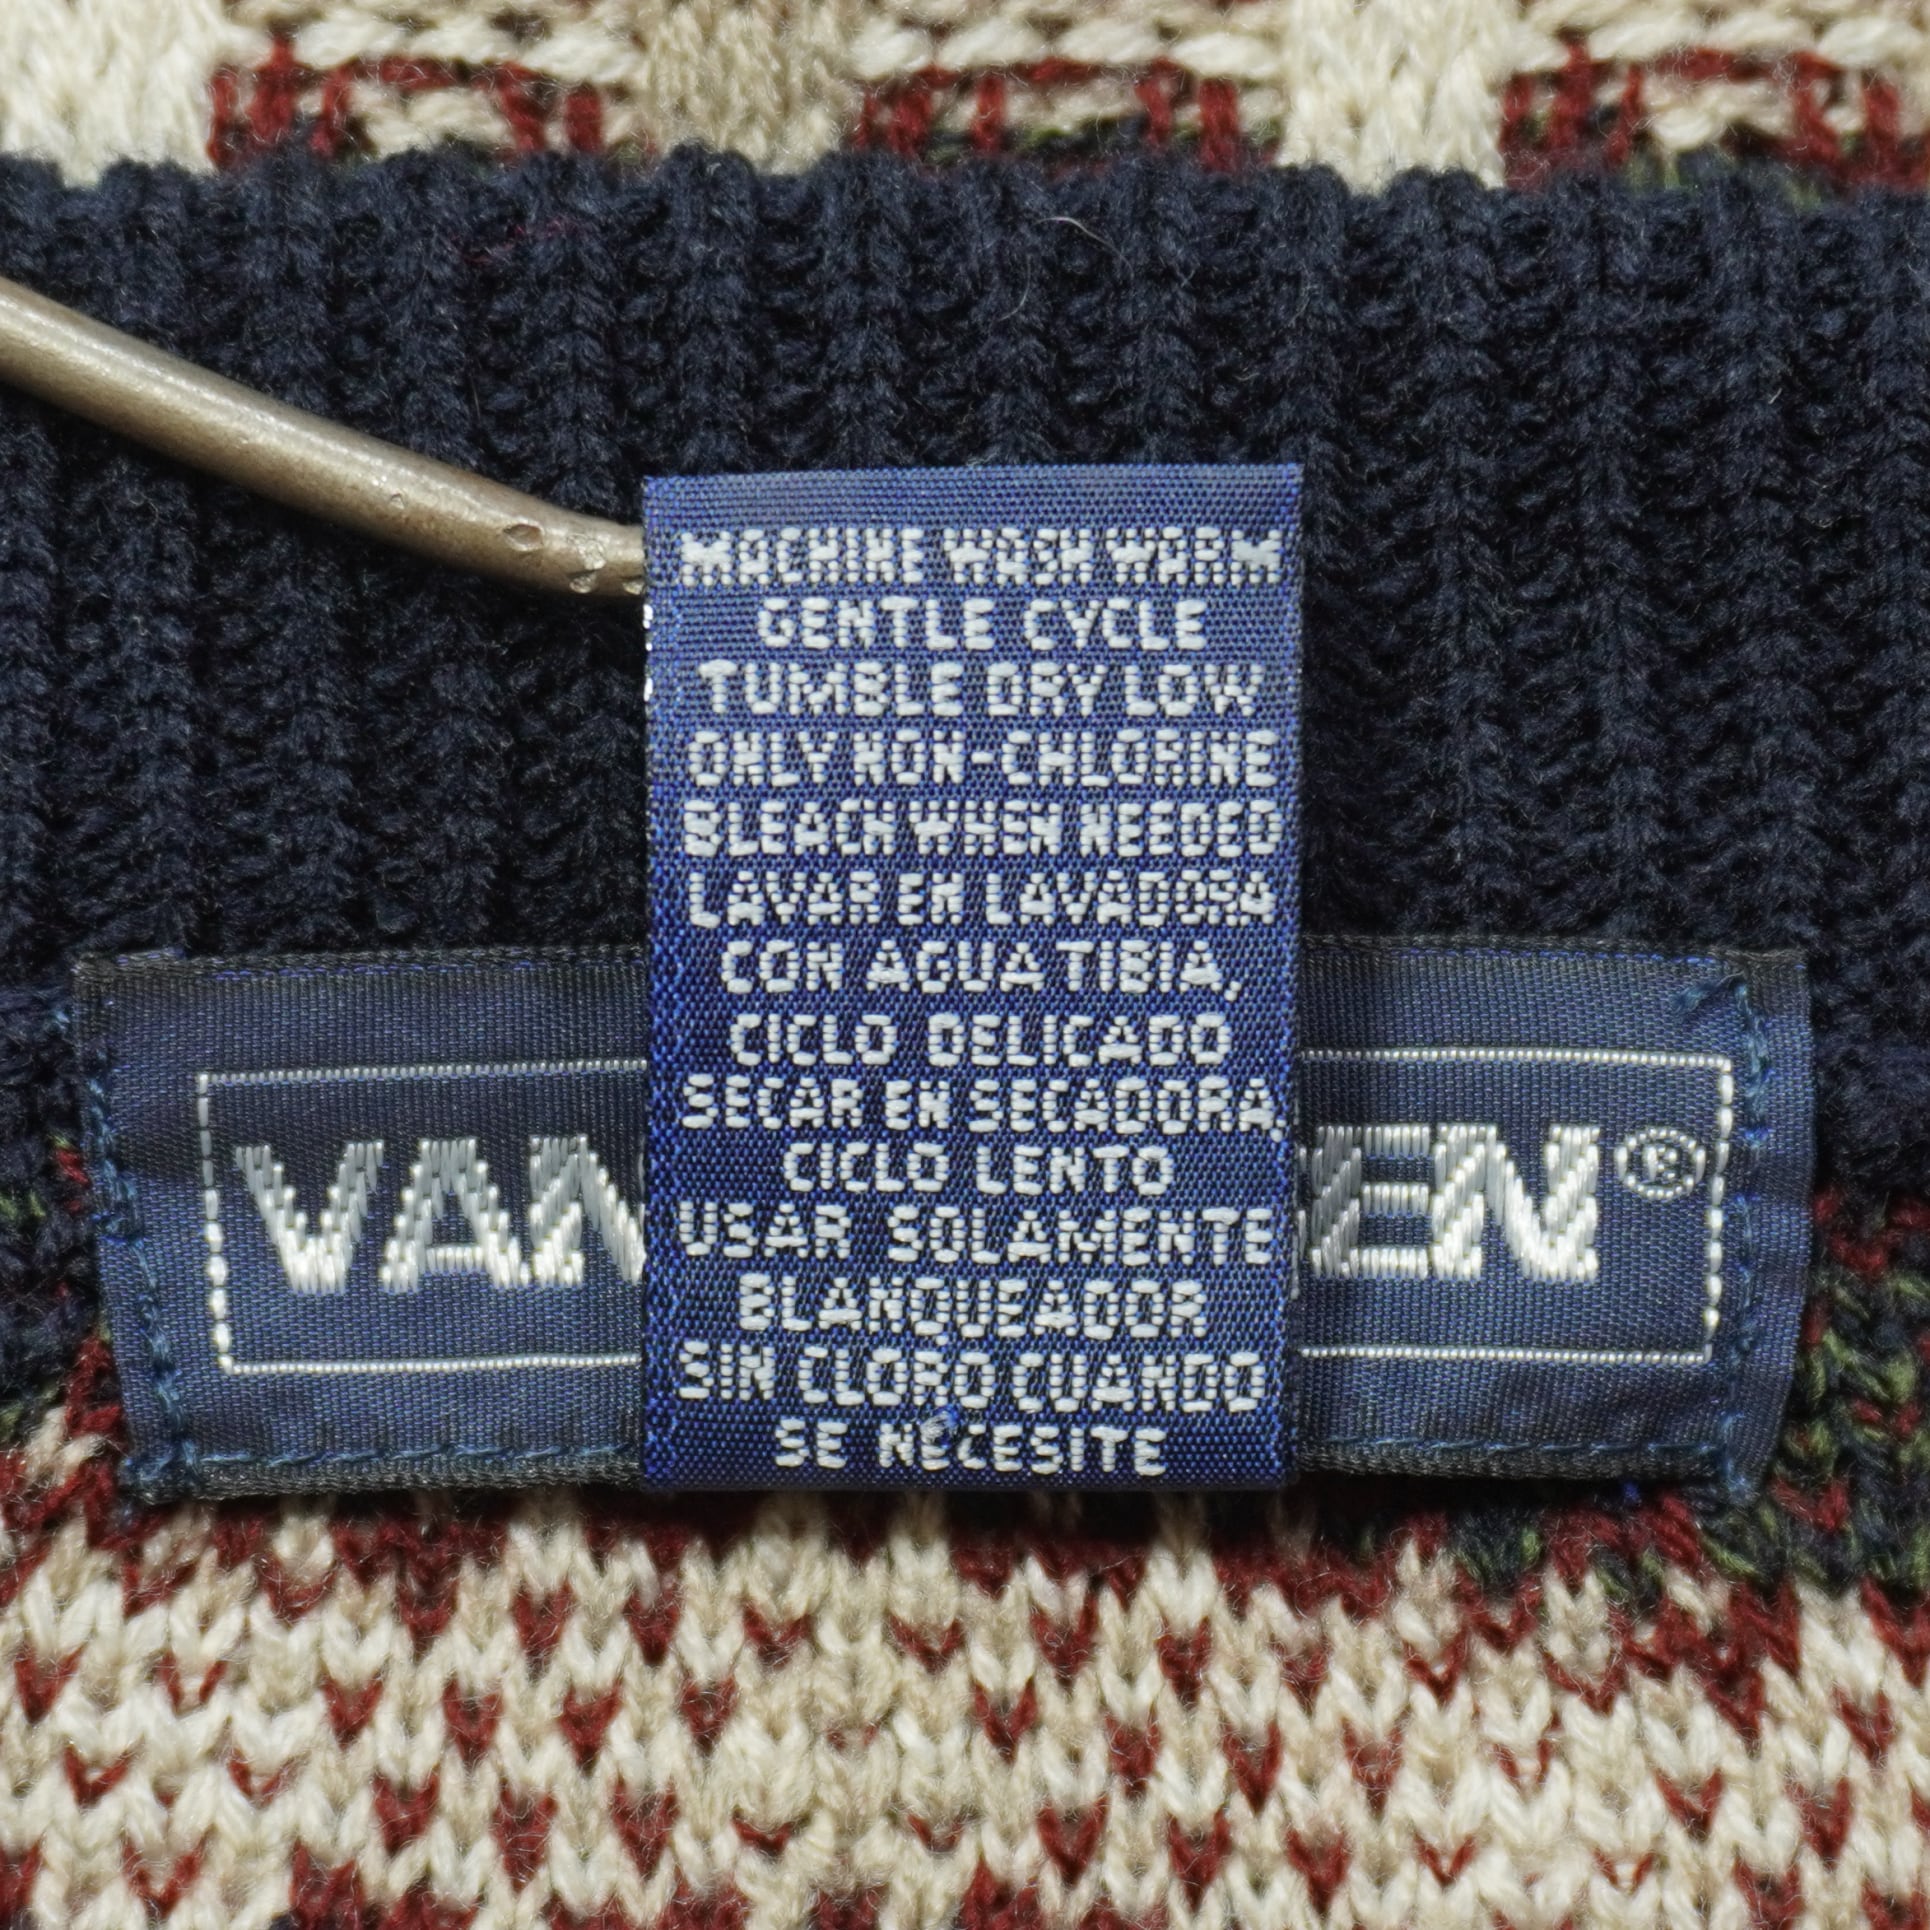 MACHINE WASH WARM
GENTLE CYCLE
TUMBLE DRY LOW
ONLY NON-CHLORINE
BLEACH WHEN NEEDED
LAVAR EN LAVADORA
CON AGUA TIBIA,
CICLO DELICADO
SECAR EN SECADORA,
CICLO LENTO
USAR SOLAMENTE
BLANQUEADOR
SIN CLORO CUANDO
SE NECESITE
VAN EN®